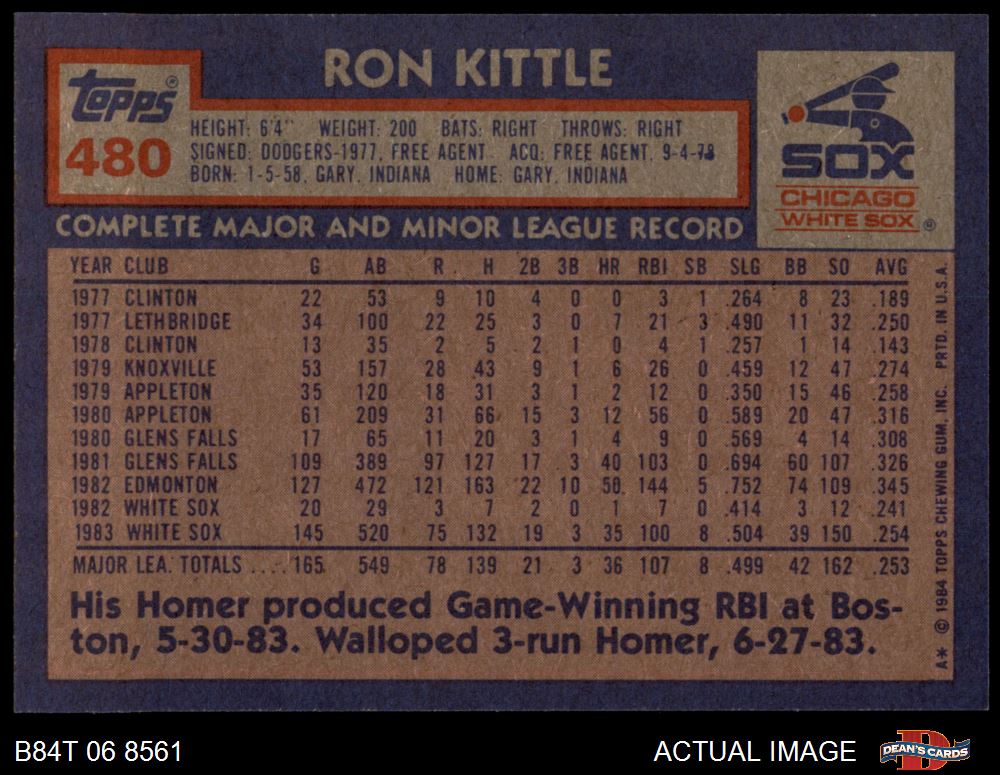 RON KITTLE
Topps®
480
HEIGHT: 6'4" WEIGHT: 200 BATS: RIGHT THROWS: RIGHT
SIGNED: DODGERS-1977, FREE AGENT ACQ: FREE AGENT, 9-4-78
BORN: 1-5-58, GARY, INDIANA HOME: GARY, INDIANA
SOX
CHICAGO
WHITE SOX ®
COMPLETE MAJOR AND MINOR LEAGUE RECORD
YEAR CLUB G AB R H 2B 3B HR RBI SB SLG BB SO AVG
1977 CLINTON 22 53 9 10 4 0 0 3 1 .264 8 23 .189
1977 LETHBRIDGE 34 100 22 25 3 0 7 21 3 .490 11 32 .250
1978 CLINTON 13 35 2 5 2 1 0 4 1 .257 1 14 .143
1979 KNOXVILLE 53 157 28 43 9 1 6 26 0 .459 12 47 .274
1979 APPLETON 35 120 18 31 3 1 2 12 0 .350 15 46 .258
1980 APPLETON 61 209 31 66 15 3 12 56 0 .589 20 47 .316
1980 GLENS FALLS 17 65 11 20 3 1 4 9 0 .569 4 14 .308
1981 GLENS FALLS 109 389 97 127 17 3 40 103 0 .694 60 107 .326
1982 EDMONTON 127 472 121 163 22 10 50 144 5 .752 74 109 .345
1982 WHITE SOX 20 29 3 7 2 0 1 7 0 .414 3 12 .241
1983 WHITE SOX 145 520 75 132 19 3 35 100 8 .504 39 150 .254
MAJOR LEA. TOTALS .... 165 549 78 139 21 3 36 107 8 .499 42 162 .253
His Homer produced Game-Winning RBI at Bos-
ton, 5-30-83. Walloped 3-run Homer, 6-27-83.
A* © 1984 TOPPS CHEWING GUM, INC. PRTD. IN U.S.A.
B84T 06 8561
ACTUAL IMAGE
D
DEAN'S CARDS